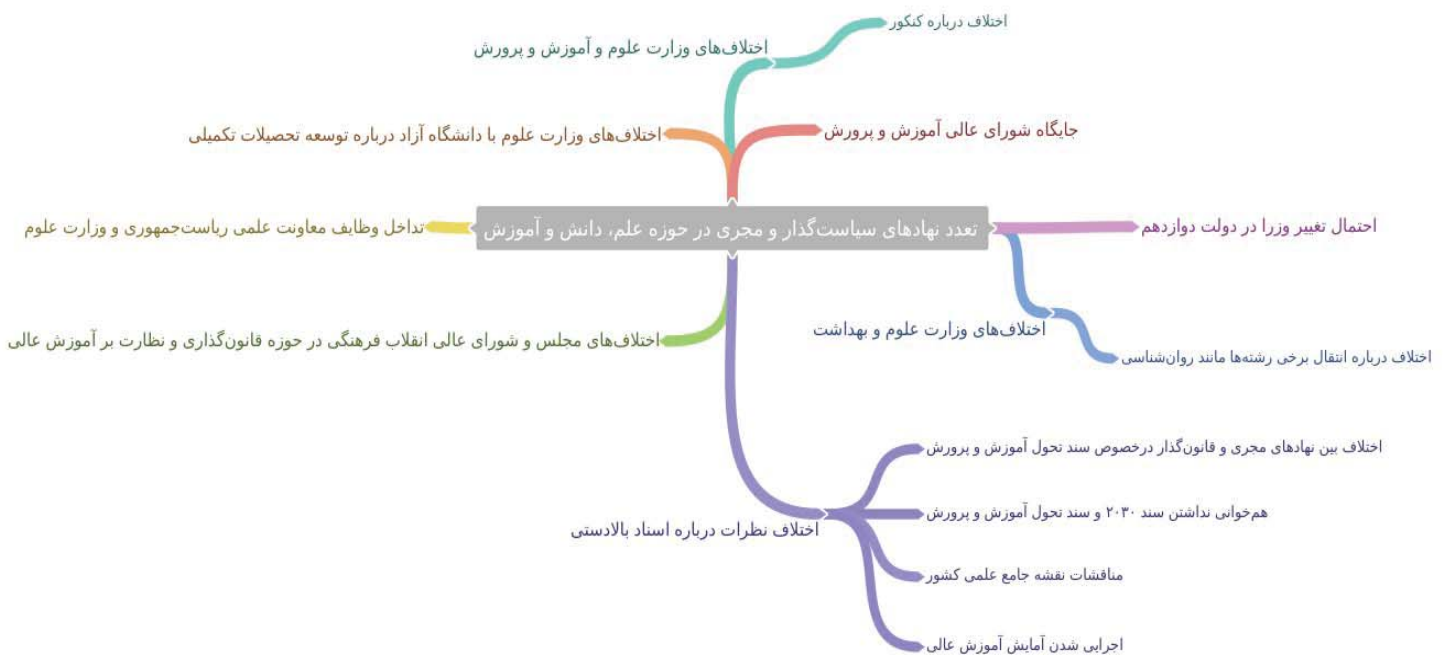 اختلاف درباره کنکور
اختلاف‌های وزارت علوم و آموزش و پرورش
جایگاه شورای عالی آموزش و پرورش
اختلاف‌های وزارت علوم با دانشگاه آزاد درباره توسعه تحصیلات تکمیلی
احتمال تغییر وزرا در دولت دوازدهم
تعدد نهادهای سیاست‌گذار و مجری در حوزه علم، دانش و آموزش
تداخل وظایف معاونت علمی ریاست‌جمهوری و وزارت علوم
اختلاف‌های وزارت علوم و بهداشت
اختلاف‌های مجلس و شورای عالی انقلاب فرهنگی در حوزه قانون‌گذاری و نظارت بر آموزش عالی
اختلاف درباره انتقال برخی رشته‌ها مانند روان‌شناسی
اختلاف بین نهادهای مجری و قانون‌گذار درخصوص سند تحول آموزش و پرورش
هم‌خوانی نداشتن سند ۲۰۳۰ و سند تحول آموزش و پرورش
اختلاف نظرات درباره اسناد بالادستی
مناقشات نقشه جامع علمی کشور
اجرایی شدن آمایش آموزش عالی